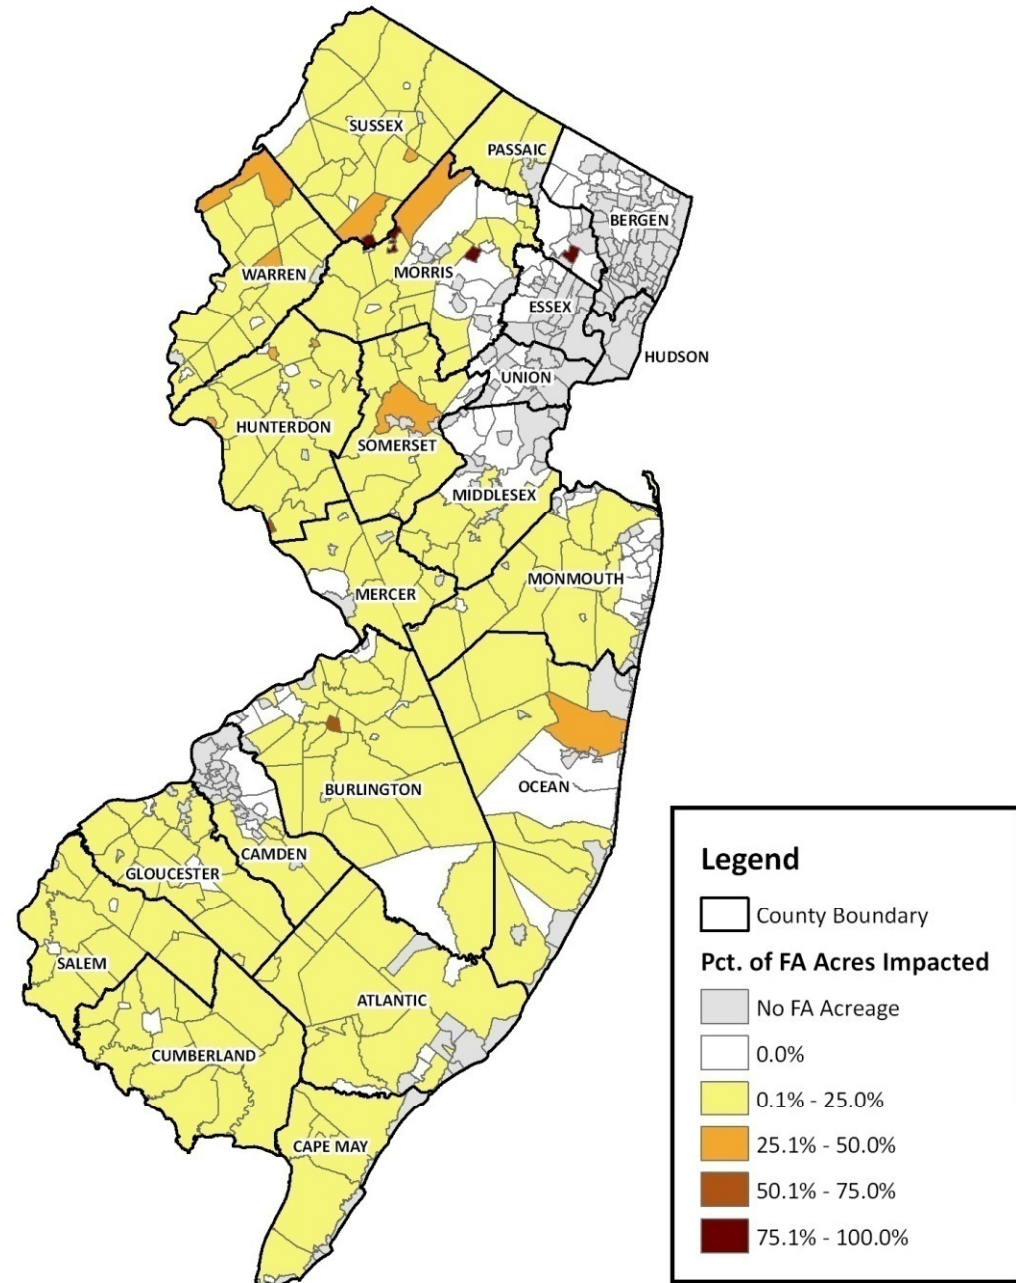 SUSSEX
PASSAIC
BERGEN
WARREN
MORRIS
ESSEX
HUDSON
UNION
HUNTERDON
SOMERSET
MIDDLESEX
MONMOUTH
MERCER
OCEAN
BURLINGTON
CAMDEN
GLOUCESTER
SALEM
ATLANTIC
CUMBERLAND
CAPE MAY
Legend
County Boundary
Pct. of FA Acres Impacted
No FA Acreage
0.0%
0.1% - 25.0%
25.1% - 50.0%
50.1% - 75.0%
75.1% - 100.0%